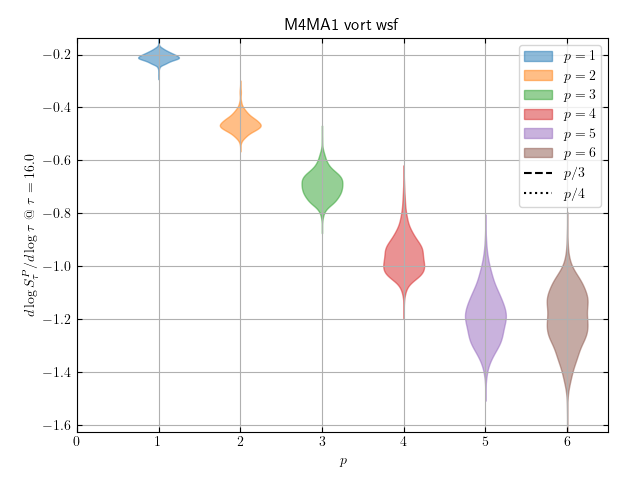 M4MA1 vort wsf
d log S_τ^P / d log τ @ τ = 16.0
−0.2
−0.4
−0.6
−0.8
−1.0
−1.2
−1.4
−1.6
0 1 2 3 4 5 6
p
p = 1
p = 2
p = 3
p = 4
p = 5
p = 6
p/3
p/4